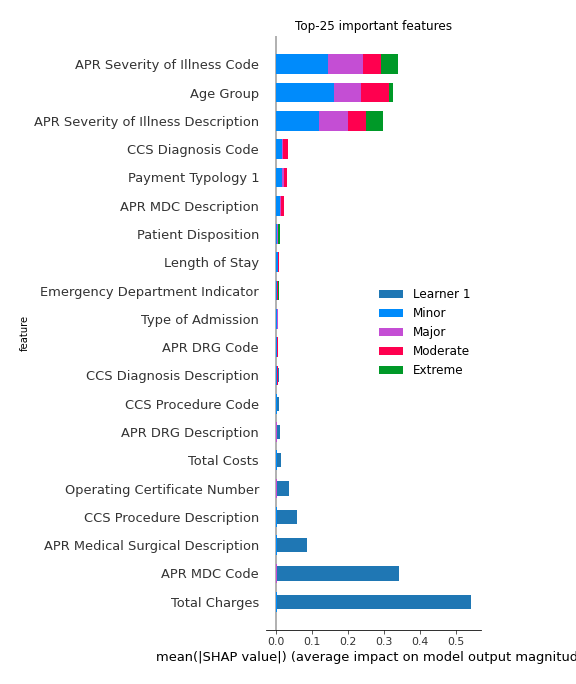 Top-25 important features
APR Severity of Illness Code
Age Group
APR Severity of Illness Description
CCS Diagnosis Code
Payment Typology 1
APR MDC Description
Patient Disposition
Length of Stay
Emergency Department Indicator
Type of Admission
APR DRG Code
CCS Diagnosis Description
CCS Procedure Code
APR DRG Description
Total Costs
Operating Certificate Number
CCS Procedure Description
APR Medical Surgical Description
APR MDC Code
Total Charges
feature
Learner 1
Minor
Major
Moderate
Extreme
0.0 0.1 0.2 0.3 0.4 0.5
mean(|SHAP value|) (average impact on model output magnitud